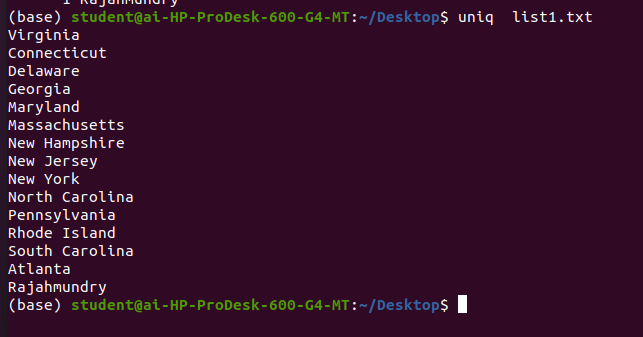 1 Rajahmundry
(base) student@ai-HP-ProDesk-600-G4-MT:~/Desktop$ uniq  list1.txt
Virginia
Connecticut
Delaware
Georgia
Maryland
Massachusetts
New Hampshire
New Jersey
New York
North Carolina
Pennsylvania
Rhode Island
South Carolina
Atlanta
Rajahmundry
(base) student@ai-HP-ProDesk-600-G4-MT:~/Desktop$